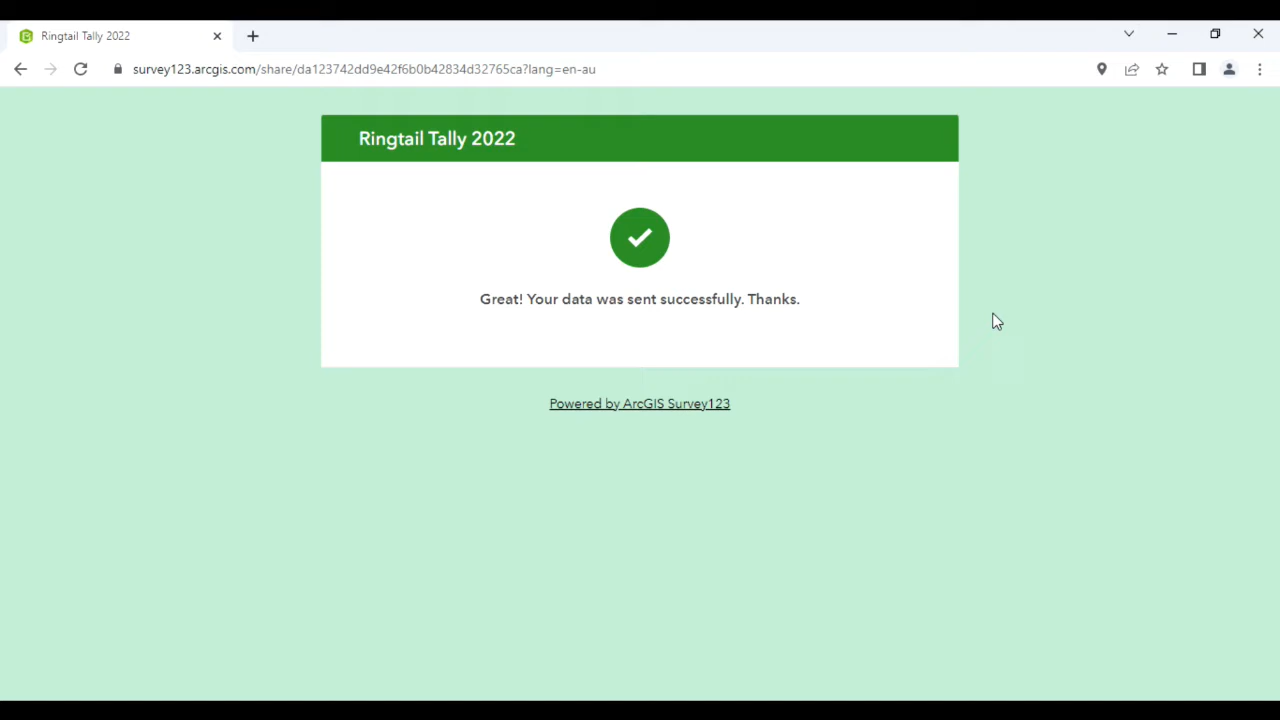 Ringtail Tally 2022
survey123.arcgis.com/share/da123742dd9e42f6b0b42834d32765ca?lang=en-au
Ringtail Tally 2022
Great! Your data was sent successfully. Thanks.
Powered by ArcGIS Survey123